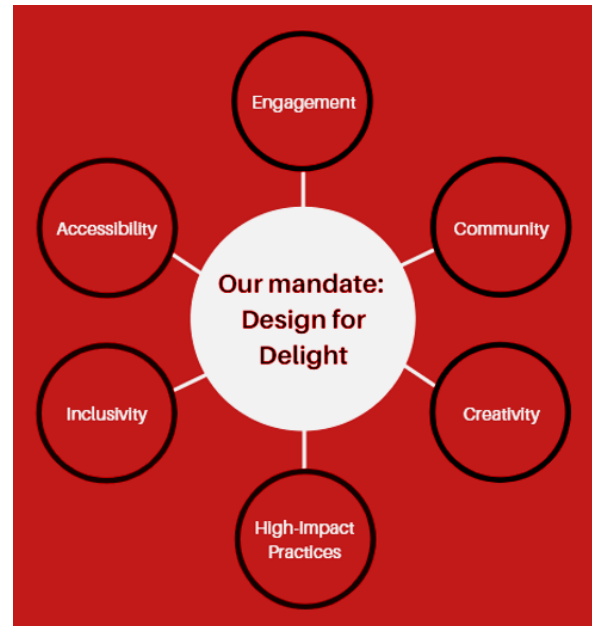 Engagement
Accessibility
Community
Our mandate:
Design for
Delight
Inclusivity
Creativity
High-Impact
Practices